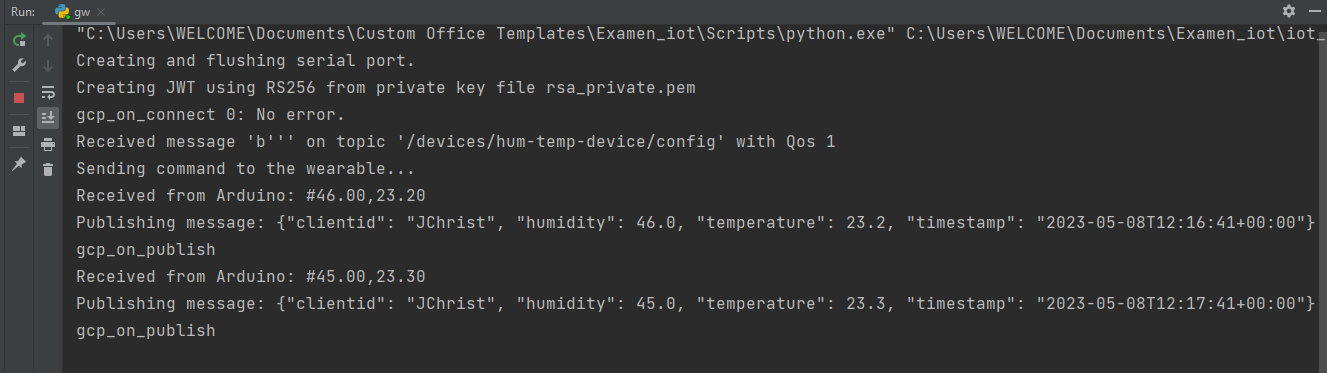 Run: gw
"C:\Users\WELCOME\Documents\Custom Office Templates\Examen_iot\Scripts\python.exe" C:\Users\WELCOME\Documents\Examen_iot\iot_
Creating and flushing serial port.
Creating JWT using RS256 from private key file rsa_private.pem
gcp_on_connect 0: No error.
Received message 'b''' on topic '/devices/hum-temp-device/config' with Qos 1
Sending command to the wearable...
Received from Arduino: #46.00,23.20
Publishing message: {"clientid": "JChrist", "humidity": 46.0, "temperature": 23.2, "timestamp": "2023-05-08T12:16:41+00:00"}
gcp_on_publish
Received from Arduino: #45.00,23.30
Publishing message: {"clientid": "JChrist", "humidity": 45.0, "temperature": 23.3, "timestamp": "2023-05-08T12:17:41+00:00"}
gcp_on_publish